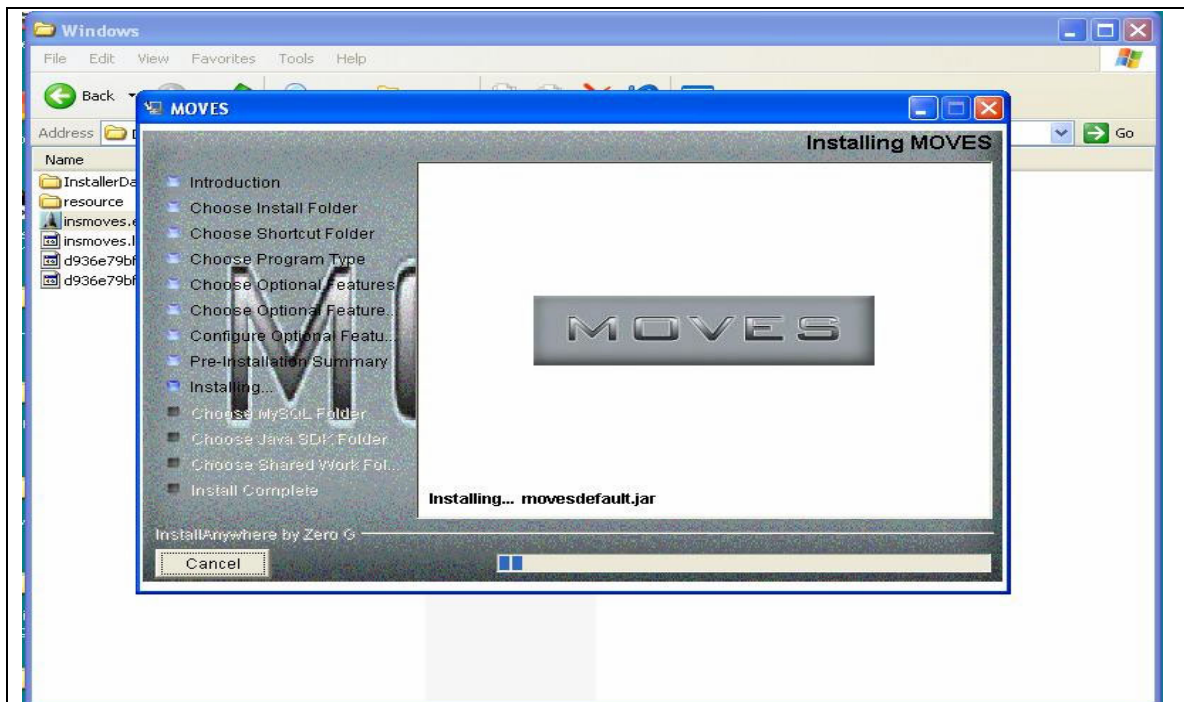 Windows
File Edit View Favorites Tools Help
Back
MOVES
Address
Go
Name
InstallerDa
resource
insmoves.e
insmoves.l
d936e79bf
d936e79bf
Installing MOVES
Introduction
Choose Install Folder
Choose Shortcut Folder
Choose Program Type
Choose Optional Features
Choose Optional Feature...
Configure Optional Featu...
Pre-Installation Summary
Installing...
Choose MySQL Folder
Choose Java SDK Folder
Choose Shared Work Fol...
Install Complete
MOVES
Installing... movesdefault.jar
InstallAnywhere by Zero G
Cancel